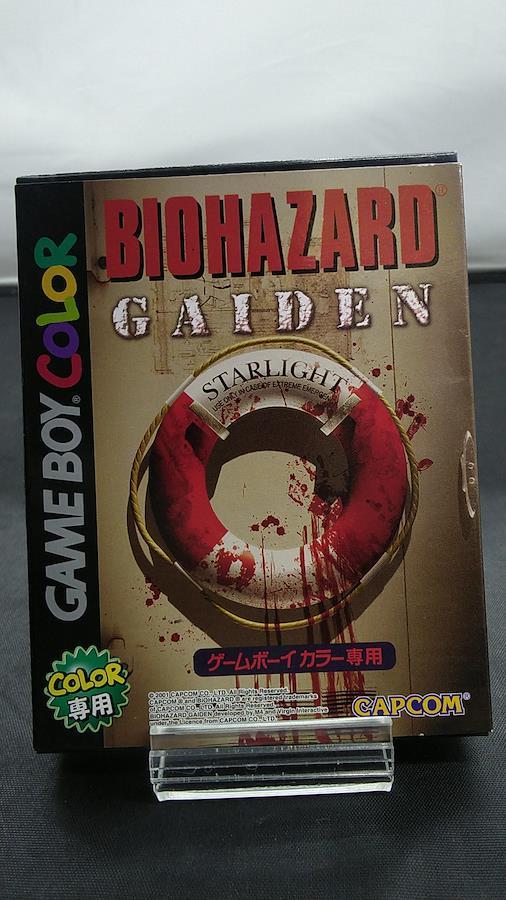 BIOHAZARD®
GAIDEN
GAME BOY® COLOR
STARLIGHT
USE ONLY IN CASE OF EXTREME EMERGENCY
ゲームボーイカラー専用
COLOR
専用
© 2001 CAPCOM CO., LTD. All Rights Reserved.
CAPCOM ® and BIOHAZARD ® are registered trademarks
of CAPCOM CO., LTD. All Rights Reserved.
BIOHAZARD GAIDEN developed by M4 and Virgin Interactive
under the Licence from CAPCOM CO., LTD.
CAPCOM®